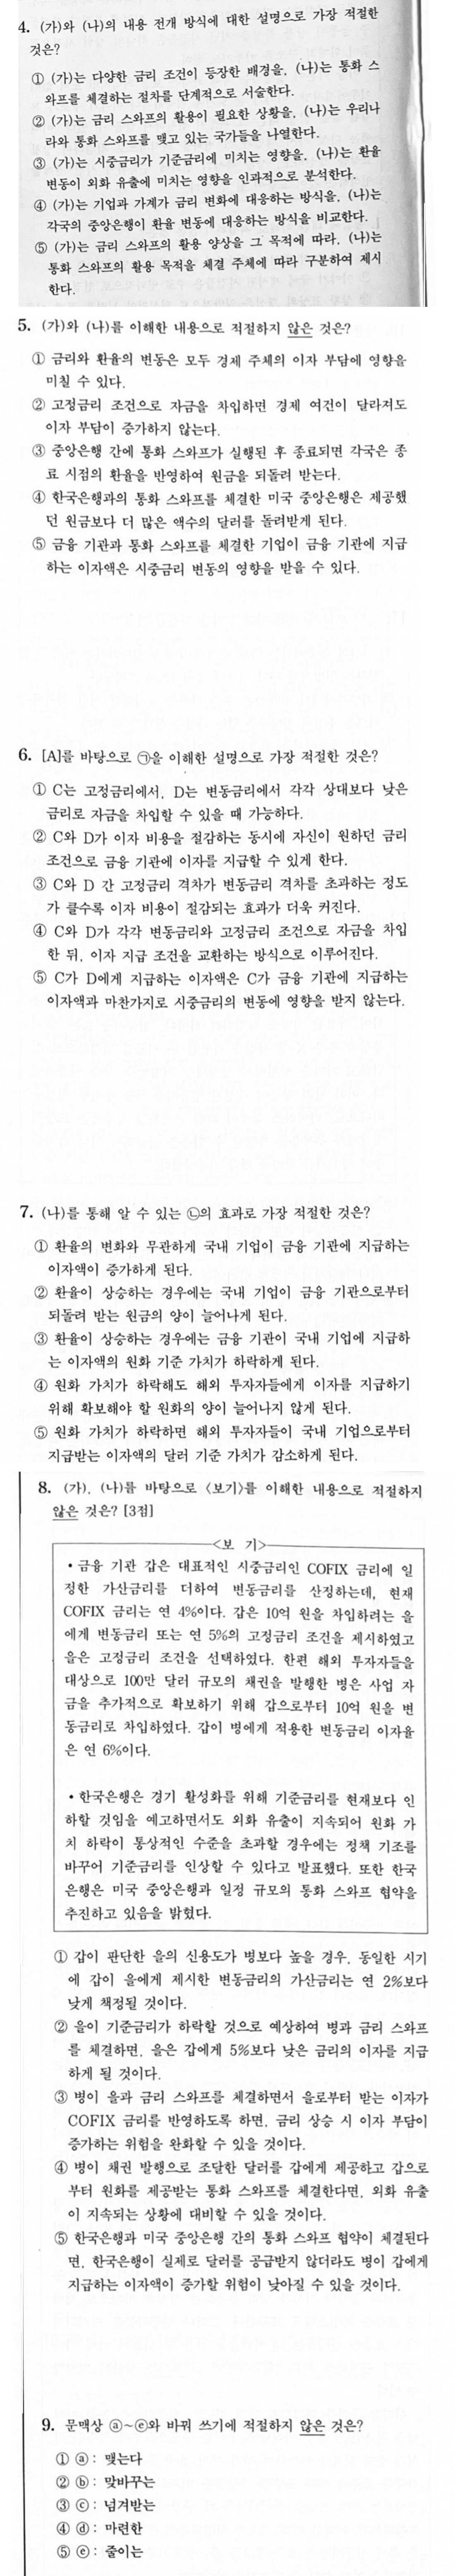 4. (가)와 (나)의 내용 전개 방식에 대한 설명으로 가장 적절한
것은?
① (가)는 다양한 금리 조건이 등장한 배경을, (나)는 통화 스
와프를 체결하는 절차를 단계적으로 서술한다.
② (가)는 금리 스와프의 활용이 필요한 상황을, (나)는 우리나
라와 통화 스와프를 맺고 있는 국가들을 나열한다.
③ (가)는 시중금리가 기준금리에 미치는 영향을, (나)는 환율
변동이 외화 유출에 미치는 영향을 인과적으로 분석한다.
④ (가)는 기업과 가계가 금리 변화에 대응하는 방식을, (나)는
각국의 중앙은행이 환율 변동에 대응하는 방식을 비교한다.
⑤ (가)는 금리 스와프의 활용 양상을 그 목적에 따라, (나)는
통화 스와프의 활용 목적을 체결 주체에 따라 구분하여 제시
한다.
5. (가)와 (나)를 이해한 내용으로 적절하지 않은 것은?
① 금리와 환율의 변동은 모두 경제 주체의 이자 부담에 영향을
미칠 수 있다.
② 고정금리 조건으로 자금을 차입하면 경제 여건이 달라져도
이자 부담이 증가하지 않는다.
③ 중앙은행 간에 통화 스와프가 실행된 후 종료되면 각국은 종
료 시점의 환율을 반영하여 원금을 되돌려 받는다.
④ 한국은행과의 통화 스와프를 체결한 미국 중앙은행은 제공했
던 원금보다 더 많은 액수의 달러를 돌려받게 된다.
⑤ 금융 기관과 통화 스와프를 체결한 기업이 금융 기관에 지급
하는 이자액은 시중금리 변동의 영향을 받을 수 있다.
6. [A]를 바탕으로 ㉠을 이해한 설명으로 가장 적절한 것은?
① C는 고정금리에서, D는 변동금리에서 각각 상대보다 낮은
금리로 자금을 차입할 수 있을 때 가능하다.
② C와 D가 이자 비용을 절감하는 동시에 자신이 원하던 금리
조건으로 금융 기관에 이자를 지급할 수 있게 한다.
③ C와 D 간 고정금리 격차가 변동금리 격차를 초과하는 정도
가 클수록 이자 비용이 절감되는 효과가 더욱 커진다.
④ C와 D가 각각 변동금리와 고정금리 조건으로 자금을 차입
한 뒤, 이자 지급 조건을 교환하는 방식으로 이루어진다.
⑤ C가 D에게 지급하는 이자액은 C가 금융 기관에 지급하는
이자액과 마찬가지로 시중금리의 변동에 영향을 받지 않는다.
7. (나)를 통해 알 수 있는 ㉡의 효과로 가장 적절한 것은?
① 환율의 변화와 무관하게 국내 기업이 금융 기관에 지급하는
이자액이 증가하게 된다.
② 환율이 상승하는 경우에는 국내 기업이 금융 기관으로부터
되돌려 받는 원금의 양이 늘어나게 된다.
③ 환율이 상승하는 경우에는 금융 기관이 국내 기업에 지급하
는 이자액의 원화 기준 가치가 하락하게 된다.
④ 원화 가치가 하락해도 해외 투자자들에게 이자를 지급하기
위해 확보해야 할 원화의 양이 늘어나지 않게 된다.
⑤ 원화 가치가 하락하면 해외 투자자들이 국내 기업으로부터
지급받는 이자액의 달러 기준 가치가 감소하게 된다.
8. (가), (나)를 바탕으로 <보기>를 이해한 내용으로 적절하지
않은 것은? [3점]
<보 기>
• 금융 기관 갑은 대표적인 시중금리인 COFIX 금리에 일
정한 가산금리를 더하여 변동금리를 산정하는데, 현재
COFIX 금리는 연 4%이다. 갑은 10억 원을 차입하려는 을
에게 변동금리 또는 연 5%의 고정금리 조건을 제시하였고
을은 고정금리 조건을 선택하였다. 한편 해외 투자자들을
대상으로 100만 달러 규모의 채권을 발행한 병은 사업 자
금을 추가적으로 확보하기 위해 갑으로부터 10억 원을 변
동금리로 차입하였다. 갑이 병에게 적용한 변동금리 이자율
은 연 6%이다.
• 한국은행은 경기 활성화를 위해 기준금리를 현재보다 인
하할 것임을 예고하면서도 외화 유출이 지속되어 원화 가
치 하락이 통상적인 수준을 초과할 경우에는 정책 기조를
바꾸어 기준금리를 인상할 수 있다고 발표했다. 또한 한국
은행은 미국 중앙은행과 일정 규모의 통화 스와프 협약을
추진하고 있음을 밝혔다.
① 갑이 판단한 을의 신용도가 병보다 높을 경우, 동일한 시기
에 갑이 을에게 제시한 변동금리의 가산금리는 연 2%보다
낮게 책정될 것이다.
② 을이 기준금리가 하락할 것으로 예상하여 병과 금리 스와프
를 체결하면, 을은 갑에게 5%보다 낮은 금리의 이자를 지급
하게 될 것이다.
③ 병이 을과 금리 스와프를 체결하면서 을로부터 받는 이자가
COFIX 금리를 반영하도록 하면, 금리 상승 시 이자 부담이
증가하는 위험을 완화할 수 있을 것이다.
④ 병이 채권 발행으로 조달한 달러를 갑에게 제공하고 갑으로
부터 원화를 제공받는 통화 스와프를 체결한다면, 외화 유출
이 지속되는 상황에 대비할 수 있을 것이다.
⑤ 한국은행과 미국 중앙은행 간의 통화 스와프 협약이 체결된다
면, 한국은행이 실제로 달러를 공급받지 않더라도 병이 갑에게
지급하는 이자액이 증가할 위험이 낮아질 수 있을 것이다.
9. 문맥상 ⓐ~ⓔ와 바꿔 쓰기에 적절하지 않은 것은?
① ⓐ: 맺는다
② ⓑ: 맞바꾸는
③ ⓒ: 넘겨받는
④ ⓓ: 마련한
⑤ ⓔ: 줄이는